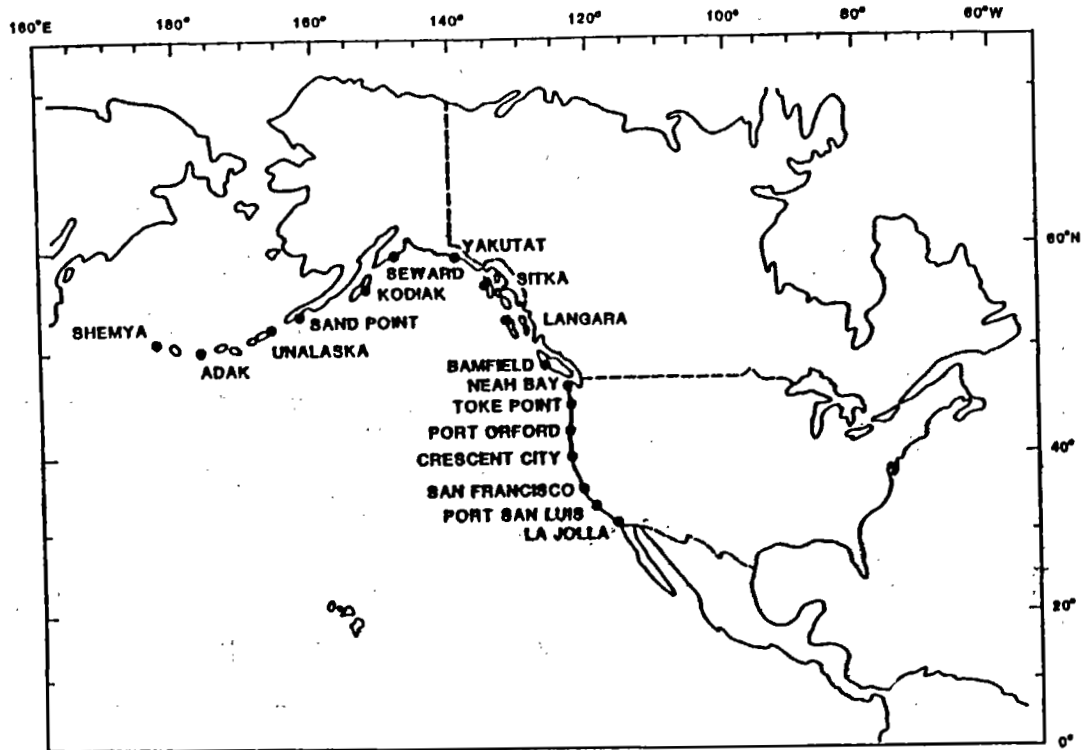 160°E 180° 160° 140° 120° 100° 80° 60°W
60°N
40°
20°
0°
YAKUTAT
SEWARD
SITKA
KODIAK
SHEMYA
SAND POINT
LANGARA
UNALASKA
ADAK
BAMFIELD
NEAH BAY
TOKE POINT
PORT ORFORD
CRESCENT CITY
SAN FRANCISCO
PORT SAN LUIS
LA JOLLA